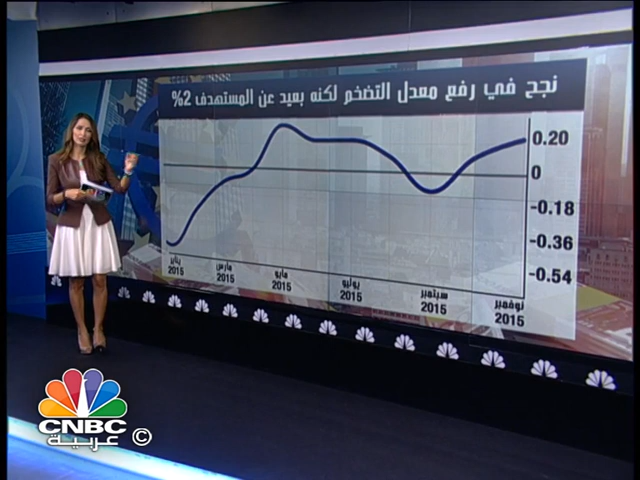 نجح في رفع معدل التضخم لكنه بعيد عن المستهدف 2%
0.20
0
-0.18
-0.36
-0.54
يناير 2015
مارس 2015
مايو 2015
يوليو 2015
سبتمبر 2015
نوفمبر 2015
CNBC
عربية ©